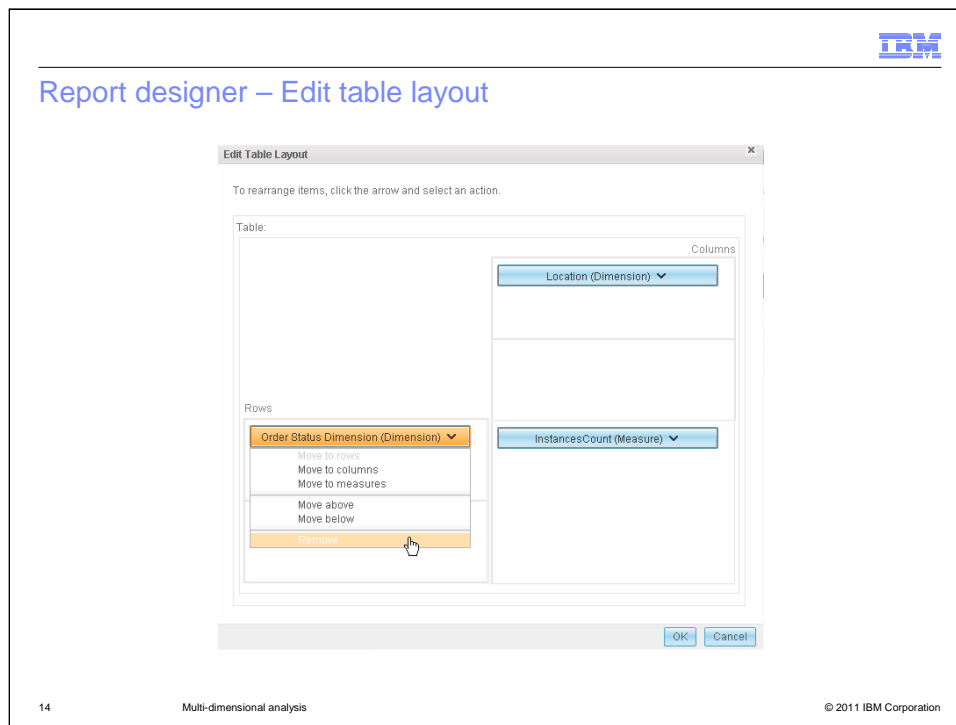 IBM
Report designer – Edit table layout
Edit Table Layout
×
To rearrange items, click the arrow and select an action.
Table:
Columns
Location (Dimension)
Rows
Order Status Dimension (Dimension)
InstancesCount (Measure)
Move to rows
Move to columns
Move to measures
Move above
Move below
Remove
OK
Cancel
14
Multi-dimensional analysis
© 2011 IBM Corporation